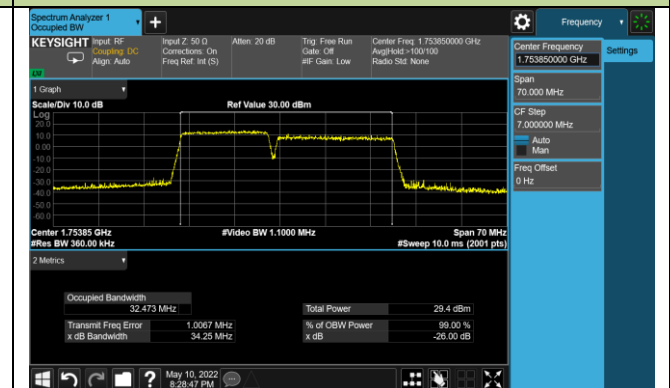 Spectrum Analyzer 1
Occupied BW
Frequency
KEYSIGHT
Input: RF
Coupling: DC
Align: Auto
Input Z: 50 Ω
Corrections: On
Freq Ref: Int (S)
Atten: 20 dB
Trig: Free Run
Gate: Off
#IF Gain: Low
Center Freq: 1.753850000 GHz
Avg|Hold:>100/100
Radio Std: None
Center Frequency
1.753850000 GHz
Settings
Span
70.000 MHz
CF Step
7.000000 MHz
Auto
Man
Freq Offset
0 Hz
1 Graph
Scale/Div 10.0 dB
Ref Value 30.00 dBm
Log
20.0
10.0
0.00
-10.0
-20.0
-30.0
-40.0
-50.0
-60.0
Center 1.75385 GHz
#Video BW 1.1000 MHz
Span 70 MHz
#Res BW 360.00 kHz
#Sweep 10.0 ms (2001 pts)
2 Metrics
Occupied Bandwidth
32.473 MHz
Total Power 29.4 dBm
Transmit Freq Error 1.0067 MHz
% of OBW Power 99.00 %
x dB Bandwidth 34.25 MHz
x dB -26.00 dB
?
May 10, 2022
8:28:47 PM